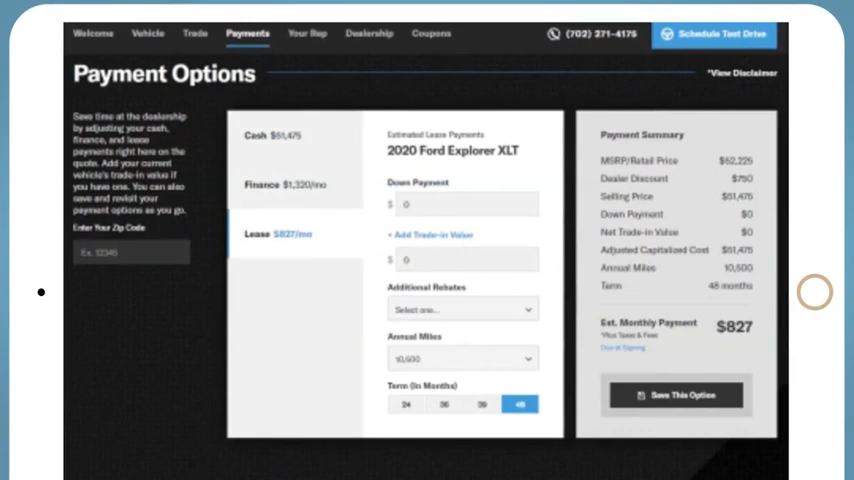 Welcome Vehicle Trade Payments Your Rep Dealership Coupons (702) 271-4175 Schedule Test Drive
Payment Options
*View Disclaimer
Save time at the dealership
by adjusting your cash,
finance, and lease
payments right here on the
quote. Add your current
vehicle's trade-in value if
you have one. You can also
save and revisit your
payment options as you go.
Enter Your Zip Code
Ex. 12345
Cash $51,475
Finance $1,320/mo
Lease $827/mo
Estimated Lease Payments
2020 Ford Explorer XLT
Down Payment
$ 0
+ Add Trade-in Value
$ 0
Additional Rebates
Select one...
Annual Miles
10,500
Term (In Months)
24 36 39 48
Payment Summary
MSRP/Retail Price $52,225
Dealer Discount $750
Selling Price $51,475
Down Payment $0
Net Trade-in Value $0
Adjusted Capitalized Cost $51,475
Annual Miles 10,500
Term 48 months
Est. Monthly Payment $827
*Plus Taxes & Fees
Due at Signing
Save This Option